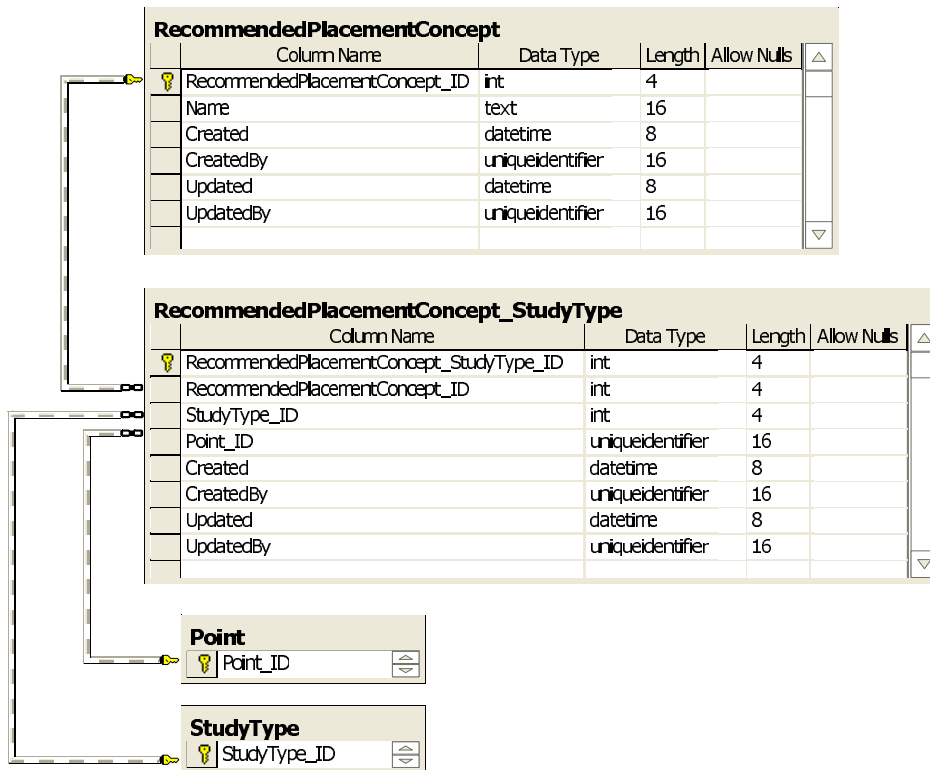 RecommendedPlacementConcept
Column Name Data Type Length Allow Nulls
RecommendedPlacementConcept_ID int 4
Name text 16
Created datetime 8
CreatedBy uniqueidentifier 16
Updated datetime 8
UpdatedBy uniqueidentifier 16
RecommendedPlacementConcept_StudyType
Column Name Data Type Length Allow Nulls
RecommendedPlacementConcept_StudyType_ID int 4
RecommendedPlacementConcept_ID int 4
StudyType_ID int 4
Point_ID uniqueidentifier 16
Created datetime 8
CreatedBy uniqueidentifier 16
Updated datetime 8
UpdatedBy uniqueidentifier 16
Point
Point_ID
StudyType
StudyType_ID